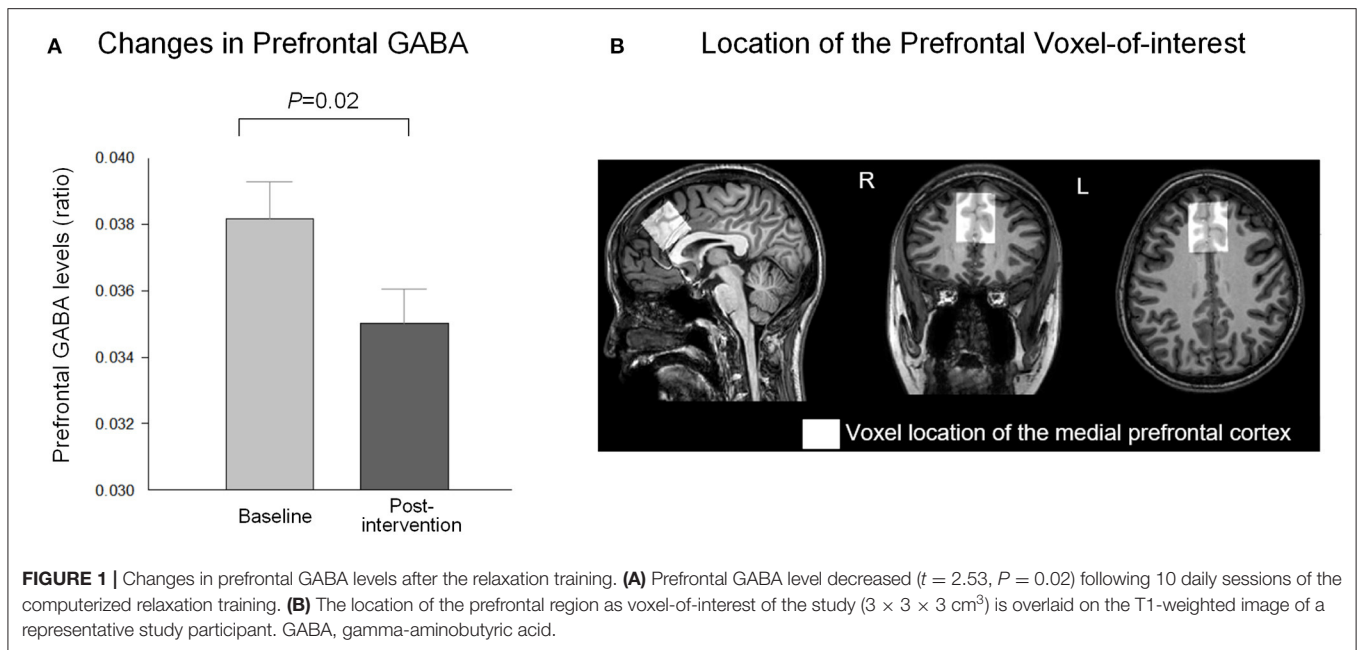 A Changes in Prefrontal GABA
P=0.02
Prefrontal GABA levels (ratio)
0.040
0.038
0.036
0.034
0.032
0.030
Baseline
Post-
intervention
B Location of the Prefrontal Voxel-of-interest
R
L
Voxel location of the medial prefrontal cortex
FIGURE 1 | Changes in prefrontal GABA levels after the relaxation training. (A) Prefrontal GABA level decreased (t = 2.53, P = 0.02) following 10 daily sessions of the
computerized relaxation training. (B) The location of the prefrontal region as voxel-of-interest of the study (3 × 3 × 3 cm³) is overlaid on the T1-weighted image of a
representative study participant. GABA, gamma-aminobutyric acid.